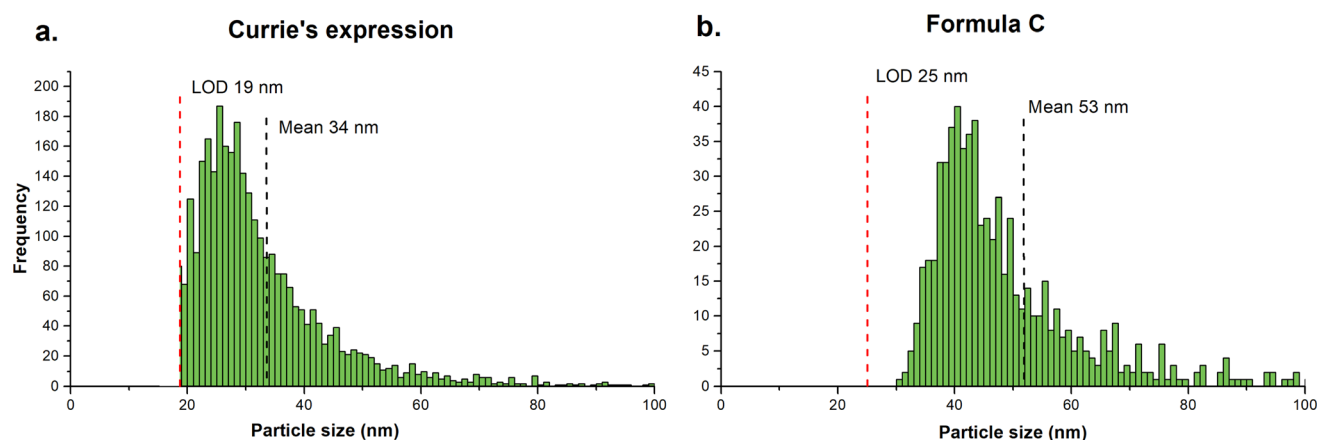 a.
Currie's expression
LOD 19 nm
Mean 34 nm
Frequency
200
180
160
140
120
100
80
60
40
20
0
0 20 40 60 80 100
Particle size (nm)
b.
Formula C
LOD 25 nm
Mean 53 nm
45
40
35
30
25
20
15
10
5
0
0 20 40 60 80 100
Particle size (nm)